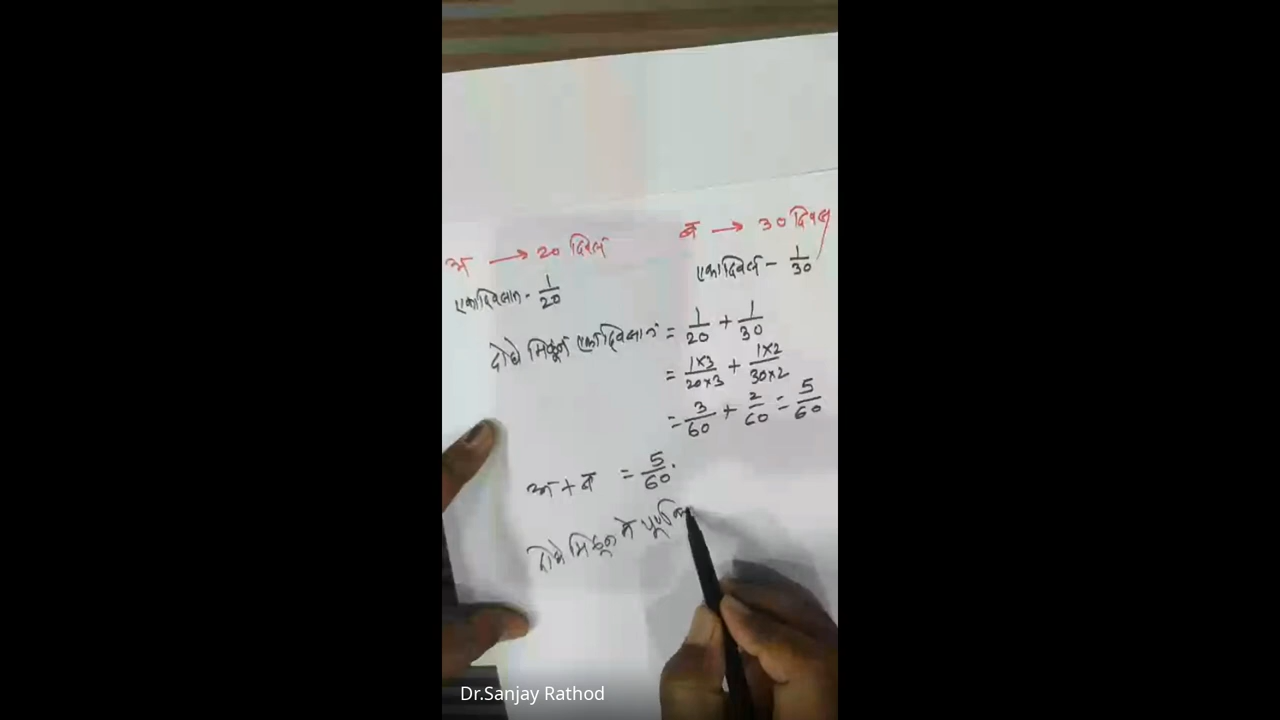 अ → 20 दिवस
ब → 30 दिवस
एकादिवसात - 1/20
एकादिवस - 1/30
दोघे मिळून एकादिवसात = 1/20 + 1/30
= 1×3/20×3 + 1×2/30×2
= 3/60 + 2/60 = 5/60
अ + ब = 5/60.
दोघे मिळून ते पूर्ण
Dr.Sanjay Rathod